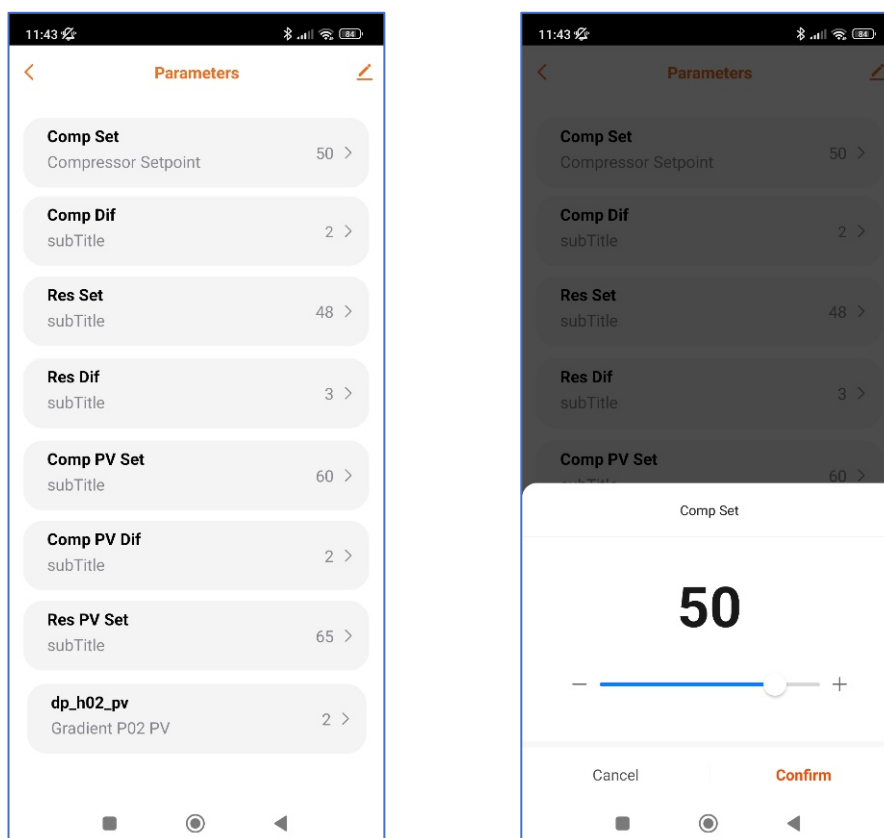 11:43
84
Parameters
Comp Set
Compressor Setpoint
50
Comp Dif
subTitle
2
Res Set
subTitle
48
Res Dif
subTitle
3
Comp PV Set
subTitle
60
Comp PV Dif
subTitle
2
Res PV Set
subTitle
65
dp_h02_pv
Gradient P02 PV
2
11:43
84
Parameters
Comp Set
Compressor Setpoint
50
Comp Dif
subTitle
2
Res Set
subTitle
48
Res Dif
subTitle
3
Comp PV Set
subTitle
60
Comp Set
50
Cancel
Confirm